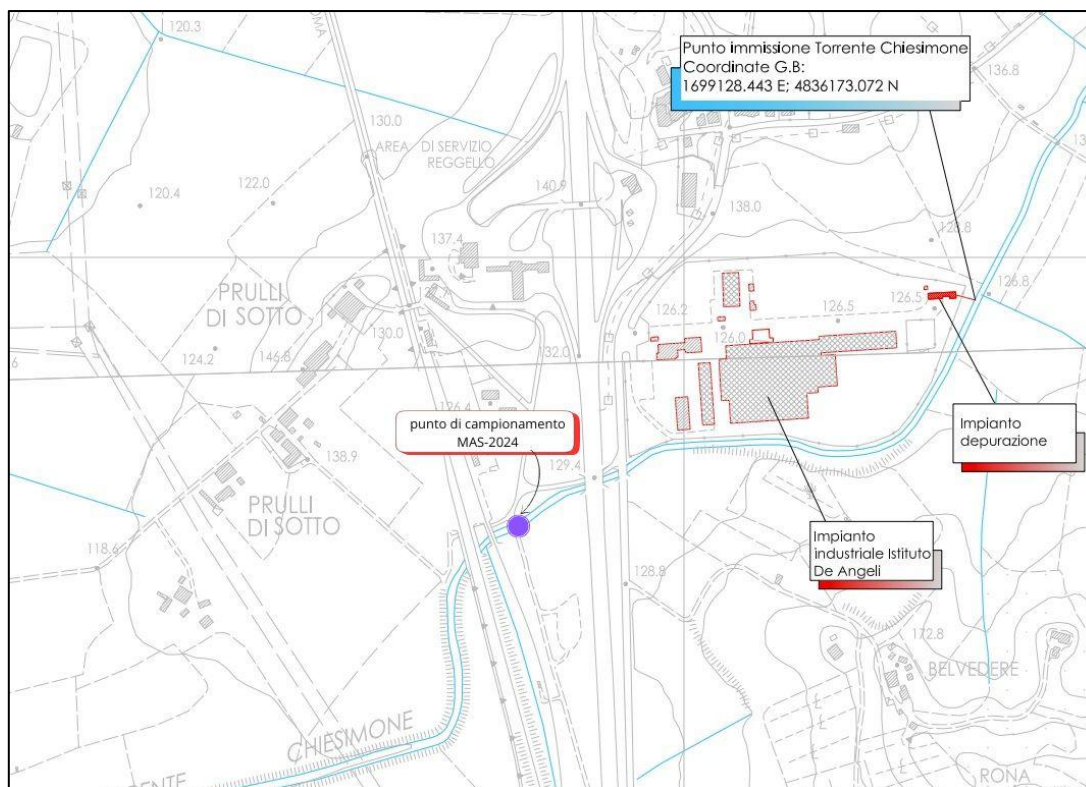 120.3
ROMA
130.0
AREA DI SERVIZIO
REGGELLO
120.4
122.0
140.9
138.0
Punto immissione Torrente Chiesimone
Coordinate G.B:
1699128.443 E; 4836173.072 N
136.8
128.8
137.4
PRULLI
DI SOTTO
130.0
126.2
126.0
126.5
126.5
126.8
124.2
146.8
132.0
126.4
punto di campionamento
MAS-2024
129.4
138.9
PRULLI
DI SOTTO
118.6
Impianto
depurazione
Impianto
industriale Istituto
De Angeli
128.8
172.8
BELVEDERE
CHIESIMONE
RONA